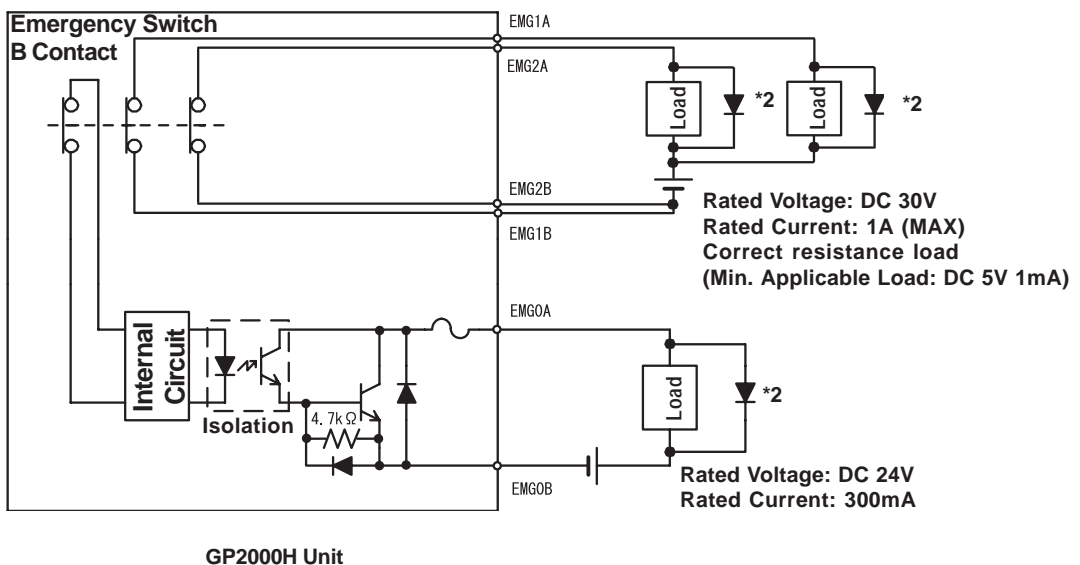 Emergency Switch
B Contact
EMG1A
EMG2A
Load
*2
Load
*2
EMG2B
EMG1B
Rated Voltage: DC 30V
Rated Current: 1A (MAX)
Correct resistance load
(Min. Applicable Load: DC 5V 1mA)
Internal
Circuit
Isolation
4. 7kΩ
EMG0A
Load
*2
EMG0B
Rated Voltage: DC 24V
Rated Current: 300mA
GP2000H Unit